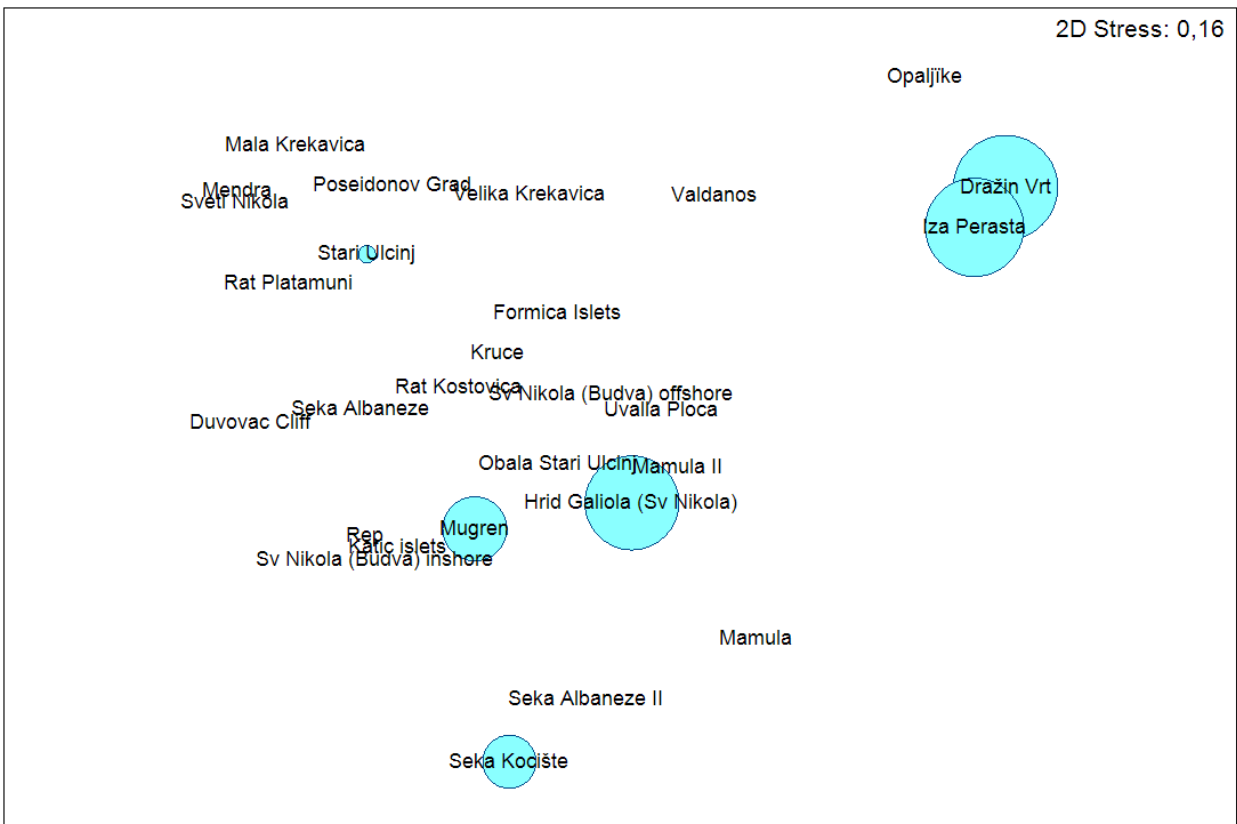 2D Stress: 0,16
Opaljïke
Mala Krekavica
Poseidonov Grad
Dražin Vrt
Mendra
Velika Krekavica
Valdanos
Sveti Nikola
Iza Perasta
Stari Ulcinj
Rat Platamuni
Formica Islets
Kruce
Rat Kostovica
Sv Nikola (Budva) offshore
Seka Albaneze
Uvalla Ploca
Duvovac Cliff
Obala Stari Ulcinj
Mamula II
Hrid Galiola (Sv Nikola)
Mugren
Rep
Katic islets
Sv Nikola (Budva) inshore
Mamula
Seka Albaneze II
Seka Kocište